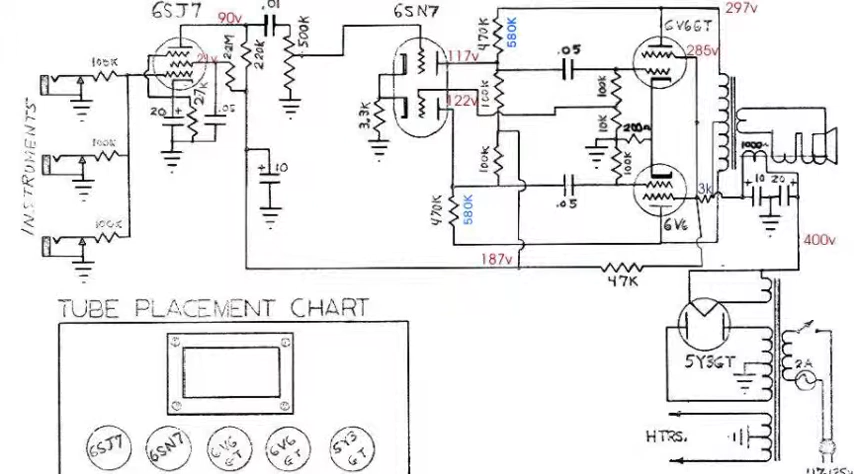 6SJ7
90v
.01
6SN7
297v
6V6GT
285v
470K
580K
500K
220K
2.2M
21v
117v
.05
100K
100K
122v
100K
10K
27K
.05
20
3.3K
200Ω
INSTRUMENTS
100K
100K
100K
10
100K
.05
470K
580K
6V6
3K
1000Ω
10
20
400v
187v
47K
TUBE PLACEMENT CHART
5Y3GT
2A
6SJ7
6SN7
6V6
GT
6V6
GT
5Y3
GT
HTRS.